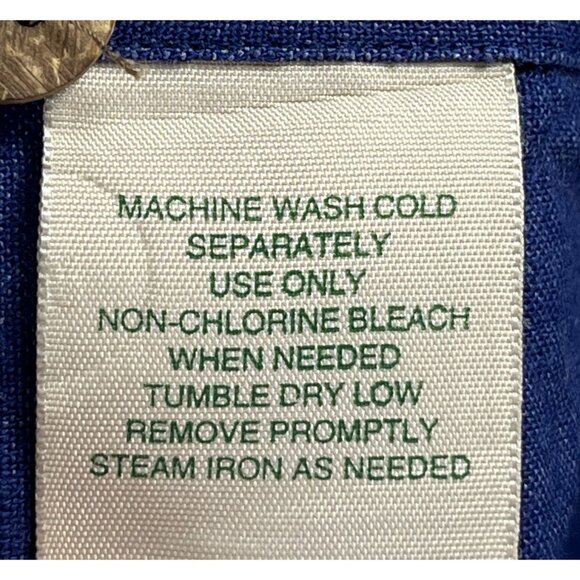 MACHINE WASH COLD
SEPARATELY
USE ONLY
NON-CHLORINE BLEACH
WHEN NEEDED
TUMBLE DRY LOW
REMOVE PROMPTLY
STEAM IRON AS NEEDED